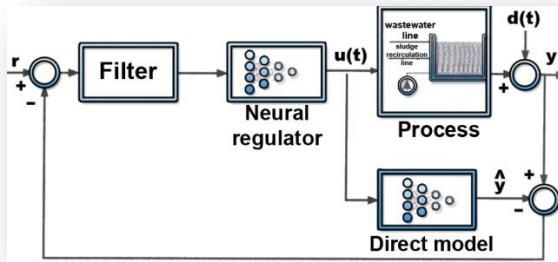 wastewater
line
sludge
recirculation
line
d(t)
r
+
-
Filter
u(t)
+
y
Neural
regulator
Process
+
ŷ
-
Direct model